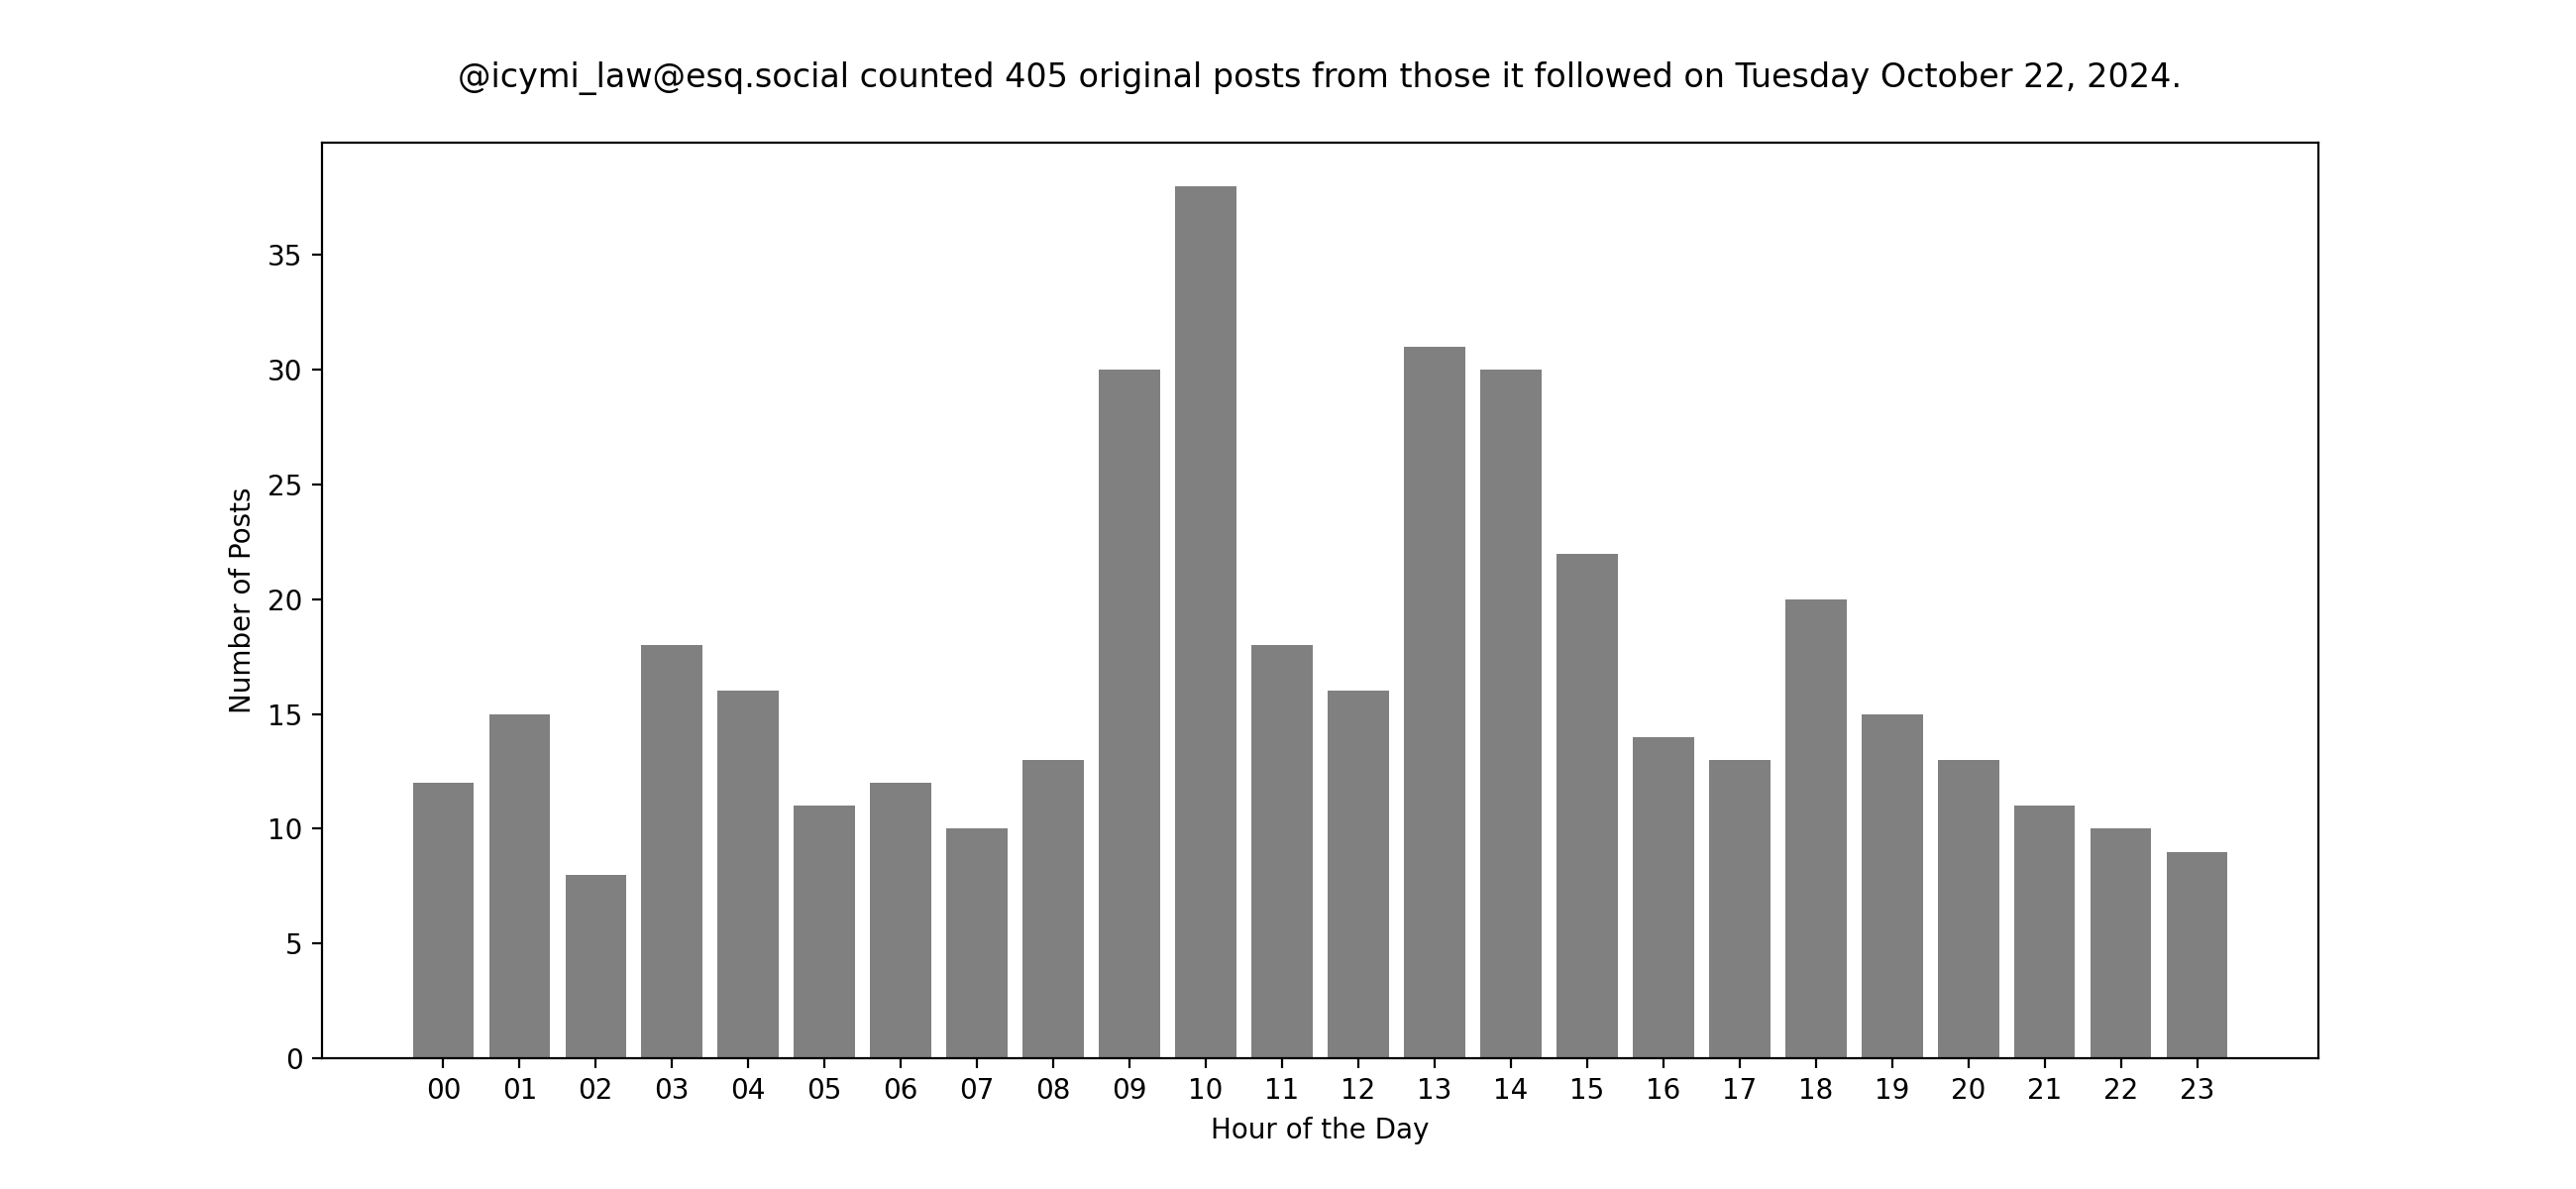 @icymi_law@esq.social counted 405 original posts from those it followed on Tuesday October 22, 2024.
35
30
25
20
15
10
5
0
Number of Posts
00 01 02 03 04 05 06 07 08 09 10 11 12 13 14 15 16 17 18 19 20 21 22 23
Hour of the Day